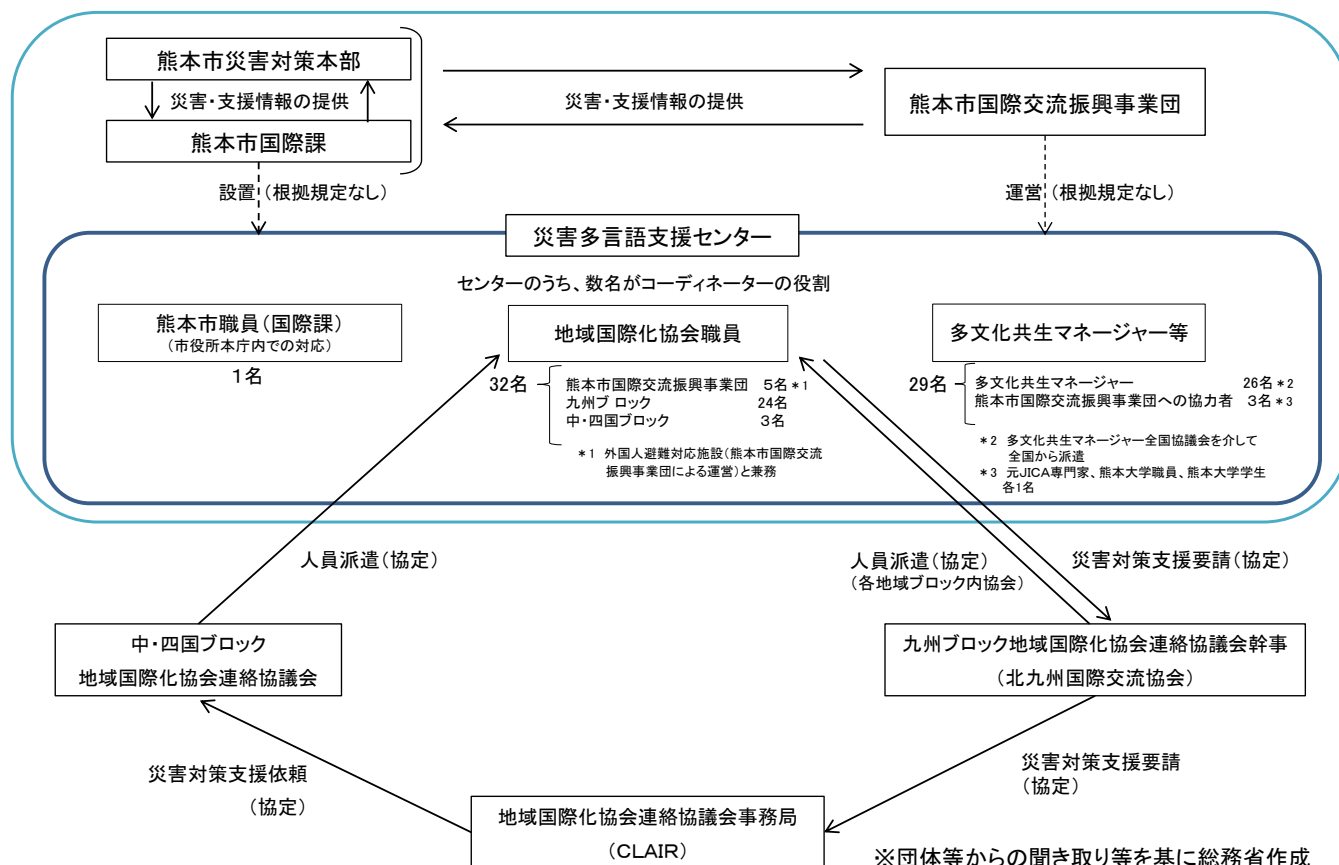 熊本市災害対策本部
災害・支援情報の提供
熊本市国際課
災害・支援情報の提供
熊本市国際交流振興事業団
設置(根拠規定なし)
運営(根拠規定なし)
災害多言語支援センター
センターのうち、数名がコーディネーターの役割
熊本市職員(国際課)
(市役所本庁内での対応)
1名
地域国際化協会職員
32名
熊本市国際交流振興事業団 5名*1
九州ブロック 24名
中・四国ブロック 3名
*1 外国人避難対応施設(熊本市国際交流
振興事業団による運営)と兼務
多文化共生マネージャー等
29名
多文化共生マネージャー 26名*2
熊本市国際交流振興事業団への協力者 3名*3
*2 多文化共生マネージャー全国協議会を介して
全国から派遣
*3 元JICA専門家、熊本大学職員、熊本大学学生
各1名
人員派遣(協定)
人員派遣(協定)
(各地域ブロック内協会)
災害対策支援要請(協定)
中・四国ブロック
地域国際化協会連絡協議会
九州ブロック地域国際化協会連絡協議会幹事
(北九州国際交流協会)
災害対策支援依頼
(協定)
災害対策支援要請
(協定)
地域国際化協会連絡協議会事務局
(CLAIR)
※団体等からの聞き取り等を基に総務省作成